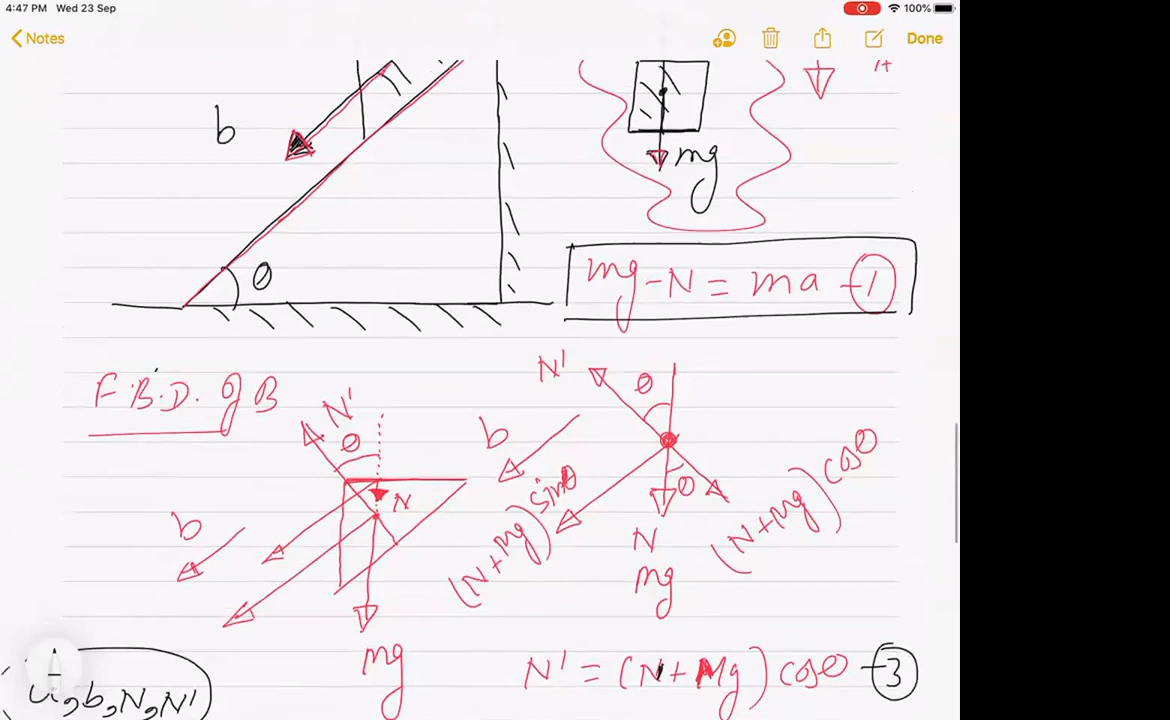 4:47 PM Wed 23 Sep
100%
Notes
Done
b
mg
θ
mg - N = ma - 1
F.B.D. of B
N'
θ
N
b
b
mg
N'
θ
b
θ
(N+Mg) sinθ
N
mg
(N+Mg) cosθ
N' = (N + Mg) cosθ - 3
b, N, N'